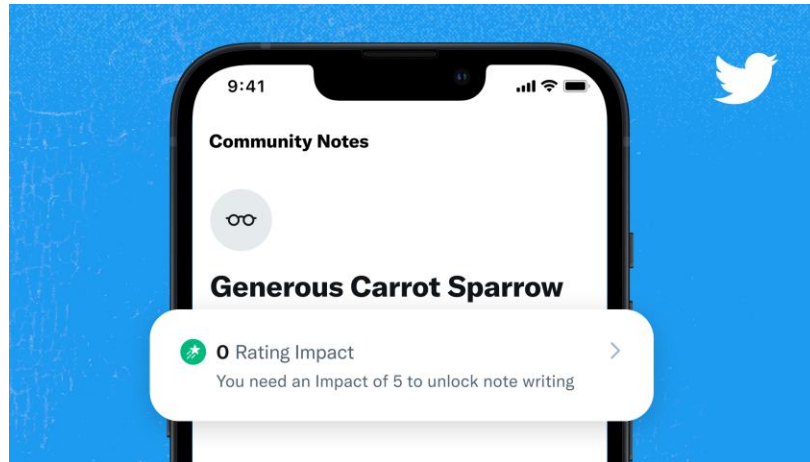 9:41
Community Notes
Generous Carrot Sparrow
0 Rating Impact
You need an Impact of 5 to unlock note writing